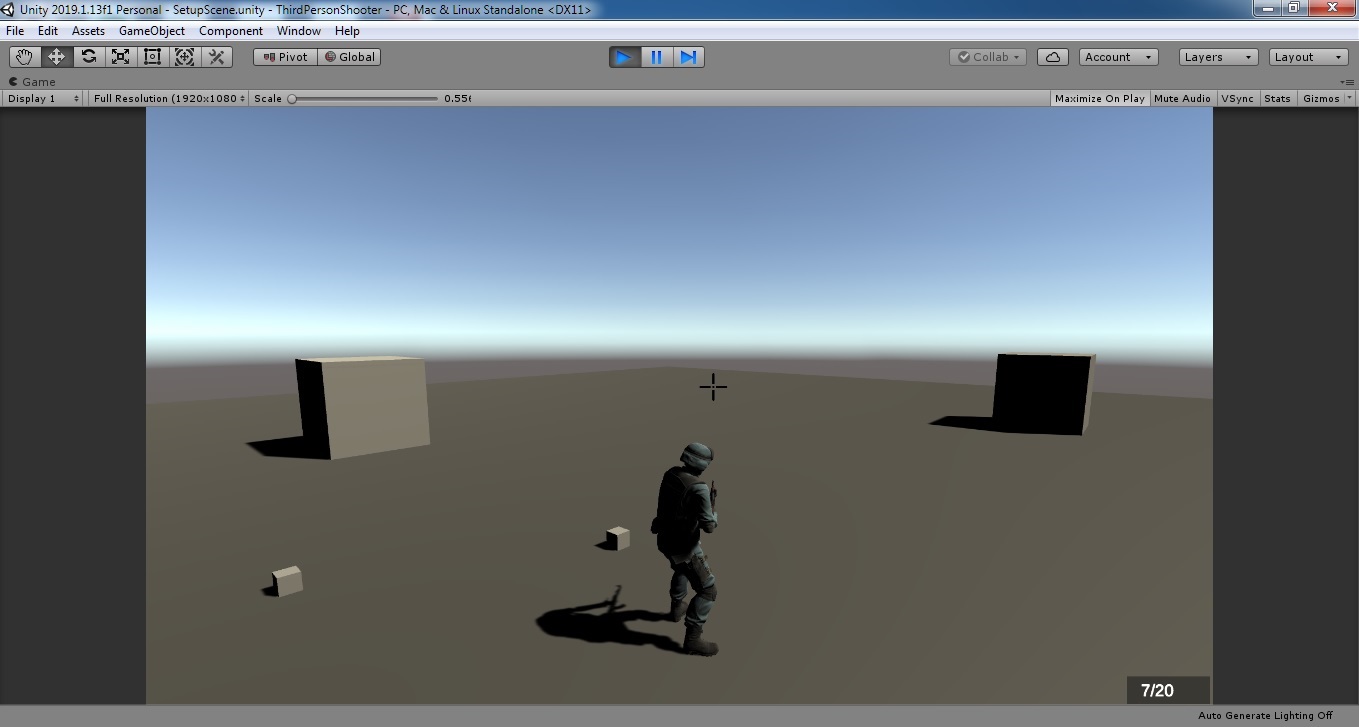 Unity 2019.1.13f1 Personal - SetupScene.unity - ThirdPersonShooter - PC, Mac & Linux Standalone <DX11>
File Edit Assets GameObject Component Window Help
Pivot Global Collab Account Layers Layout
Game
Display 1 Full Resolution (1920x1080 Scale 0.55 Maximize On Play Mute Audio VSync Stats Gizmos
7/20
Auto Generate Lighting Off